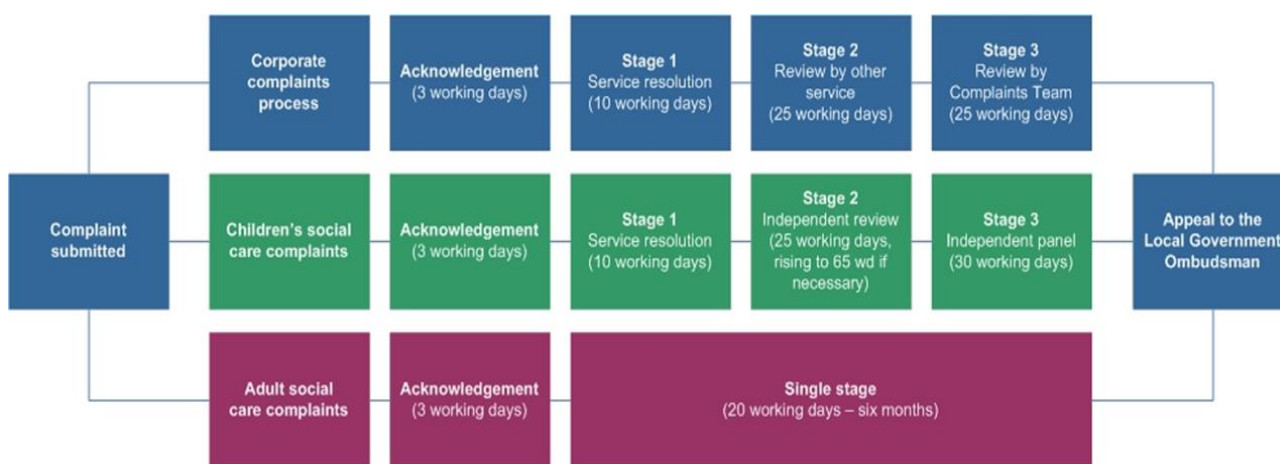 Corporate
complaints
process
Acknowledgement
(3 working days)
Stage 1
Service resolution
(10 working days)
Stage 2
Review by other
service
(25 working days)
Stage 3
Review by
Complaints Team
(25 working days)
Complaint
submitted
Children's social
care complaints
Acknowledgement
(3 working days)
Stage 1
Service resolution
(10 working days)
Stage 2
Independent review
(25 working days,
rising to 65 wd if
necessary)
Stage 3
Independent panel
(30 working days)
Appeal to the
Local Government
Ombudsman
Adult social
care complaints
Acknowledgement
(3 working days)
Single stage
(20 working days – six months)